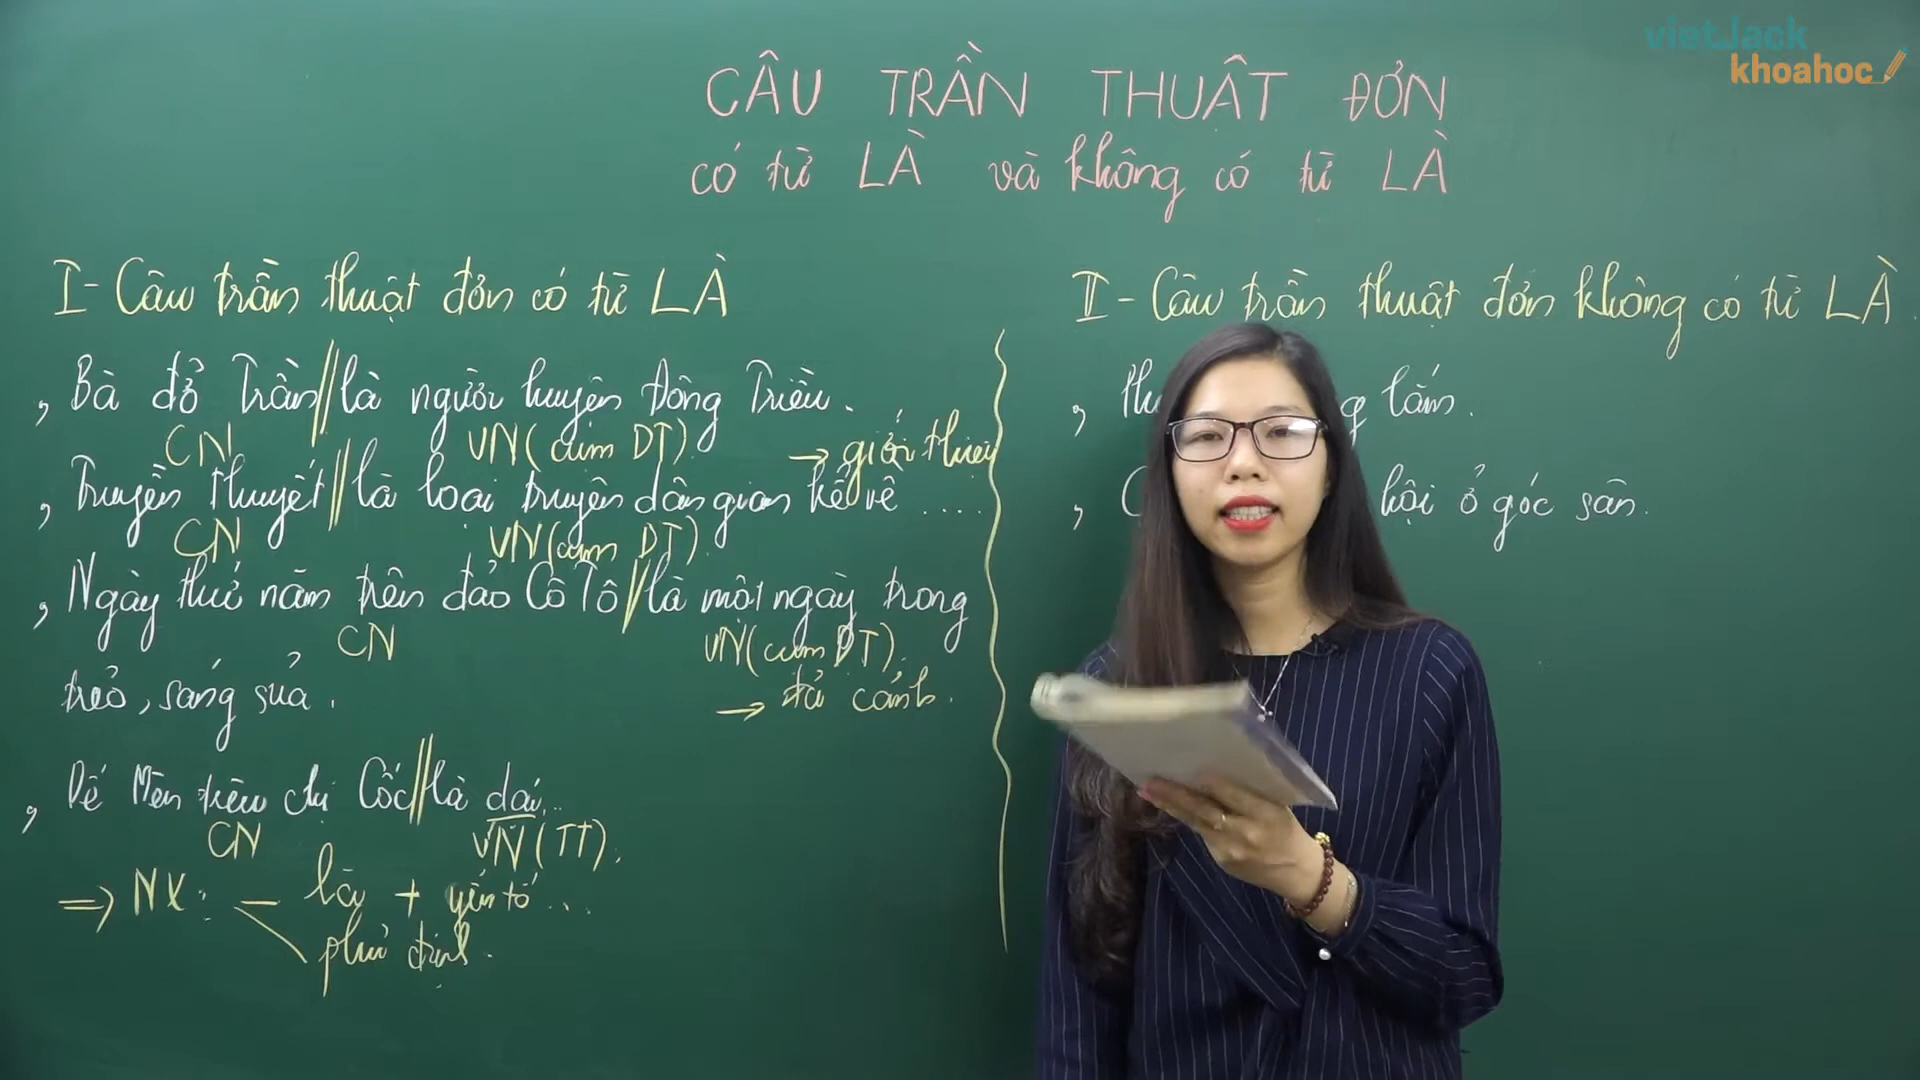 vietJack
khoahoc
CÂU TRẦN THUẬT ĐƠN
có từ LÀ và không có từ LÀ
I - Câu trần thuật đơn có từ LÀ
, Bà đỡ Trần // là người huyện Đông Triều.
CN VN (cụm DT). → giới thiệu
, Truyền thuyết // là loại truyện dân gian kể về ....
CN VN (cụm DT).
, Ngày thứ năm trên đảo Cô Tô // là một ngày trong
CN VN (cụm DT).
trẻo, sáng sủa.
→ tả cảnh.
, Dế Mèn trêu chị Cốc // là dại...
CN VN (TT).
=> NX: - là + yếu tố ...
phủ định.
II - Câu trần thuật đơn không có từ LÀ.
, lắm.
, hội ở góc sân.